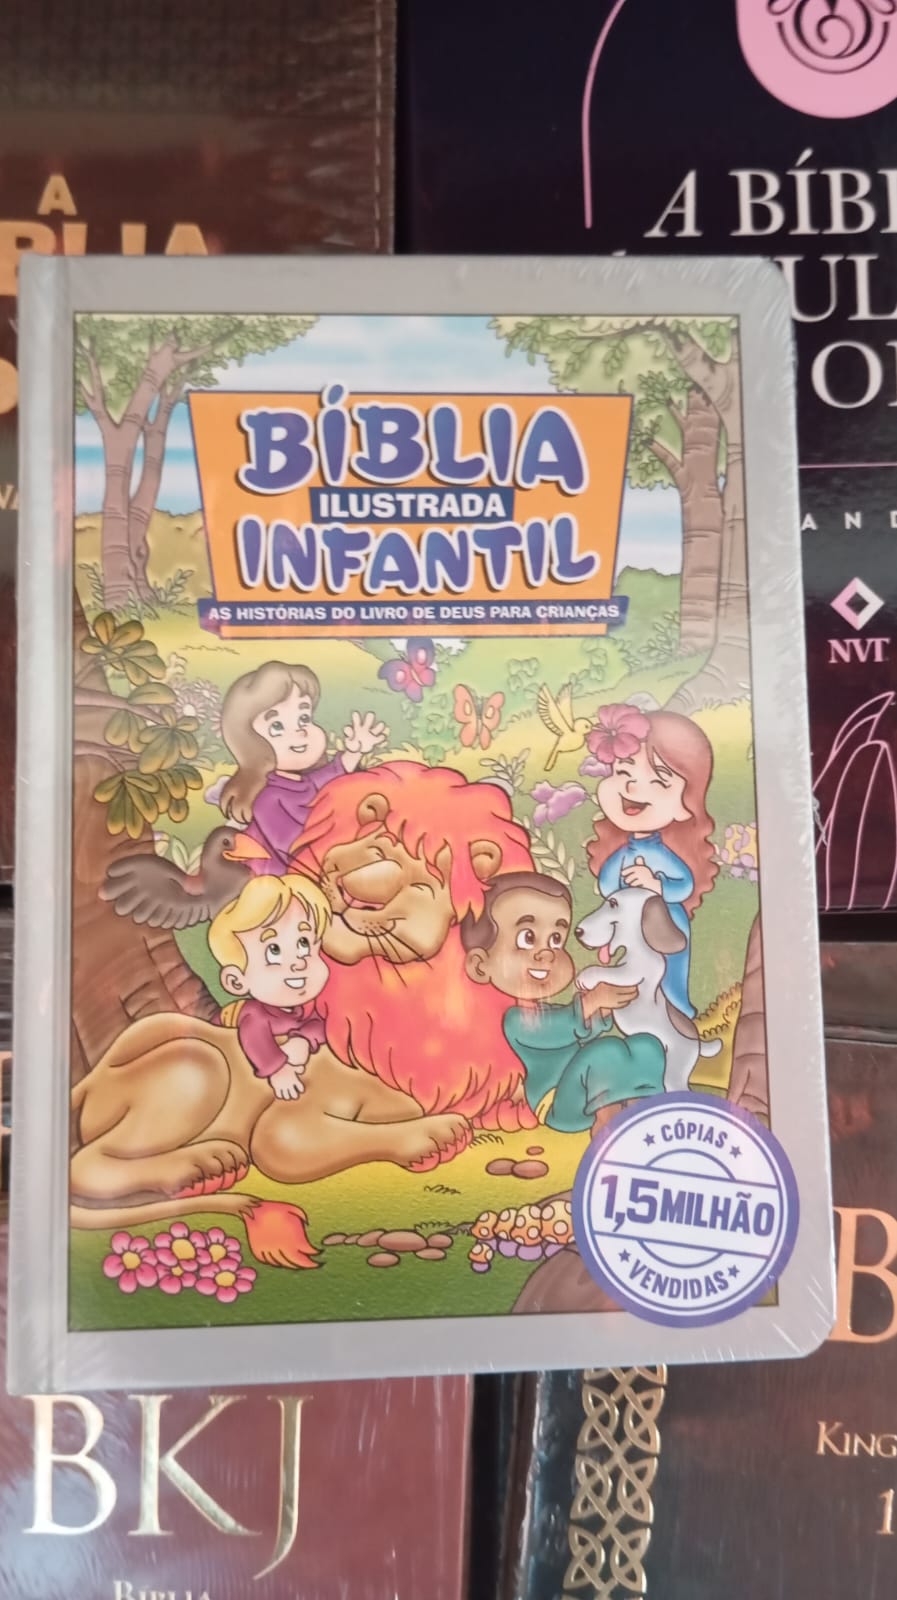 A
A
BÍBLIA
ILUSTRADA
INFANTIL
AS HISTÓRIAS DO LIVRO DE DEUS PARA CRIANÇAS
NVT
CÓPIAS
1,5 MILHÃO
VENDIDAS
BKJ
KING
1